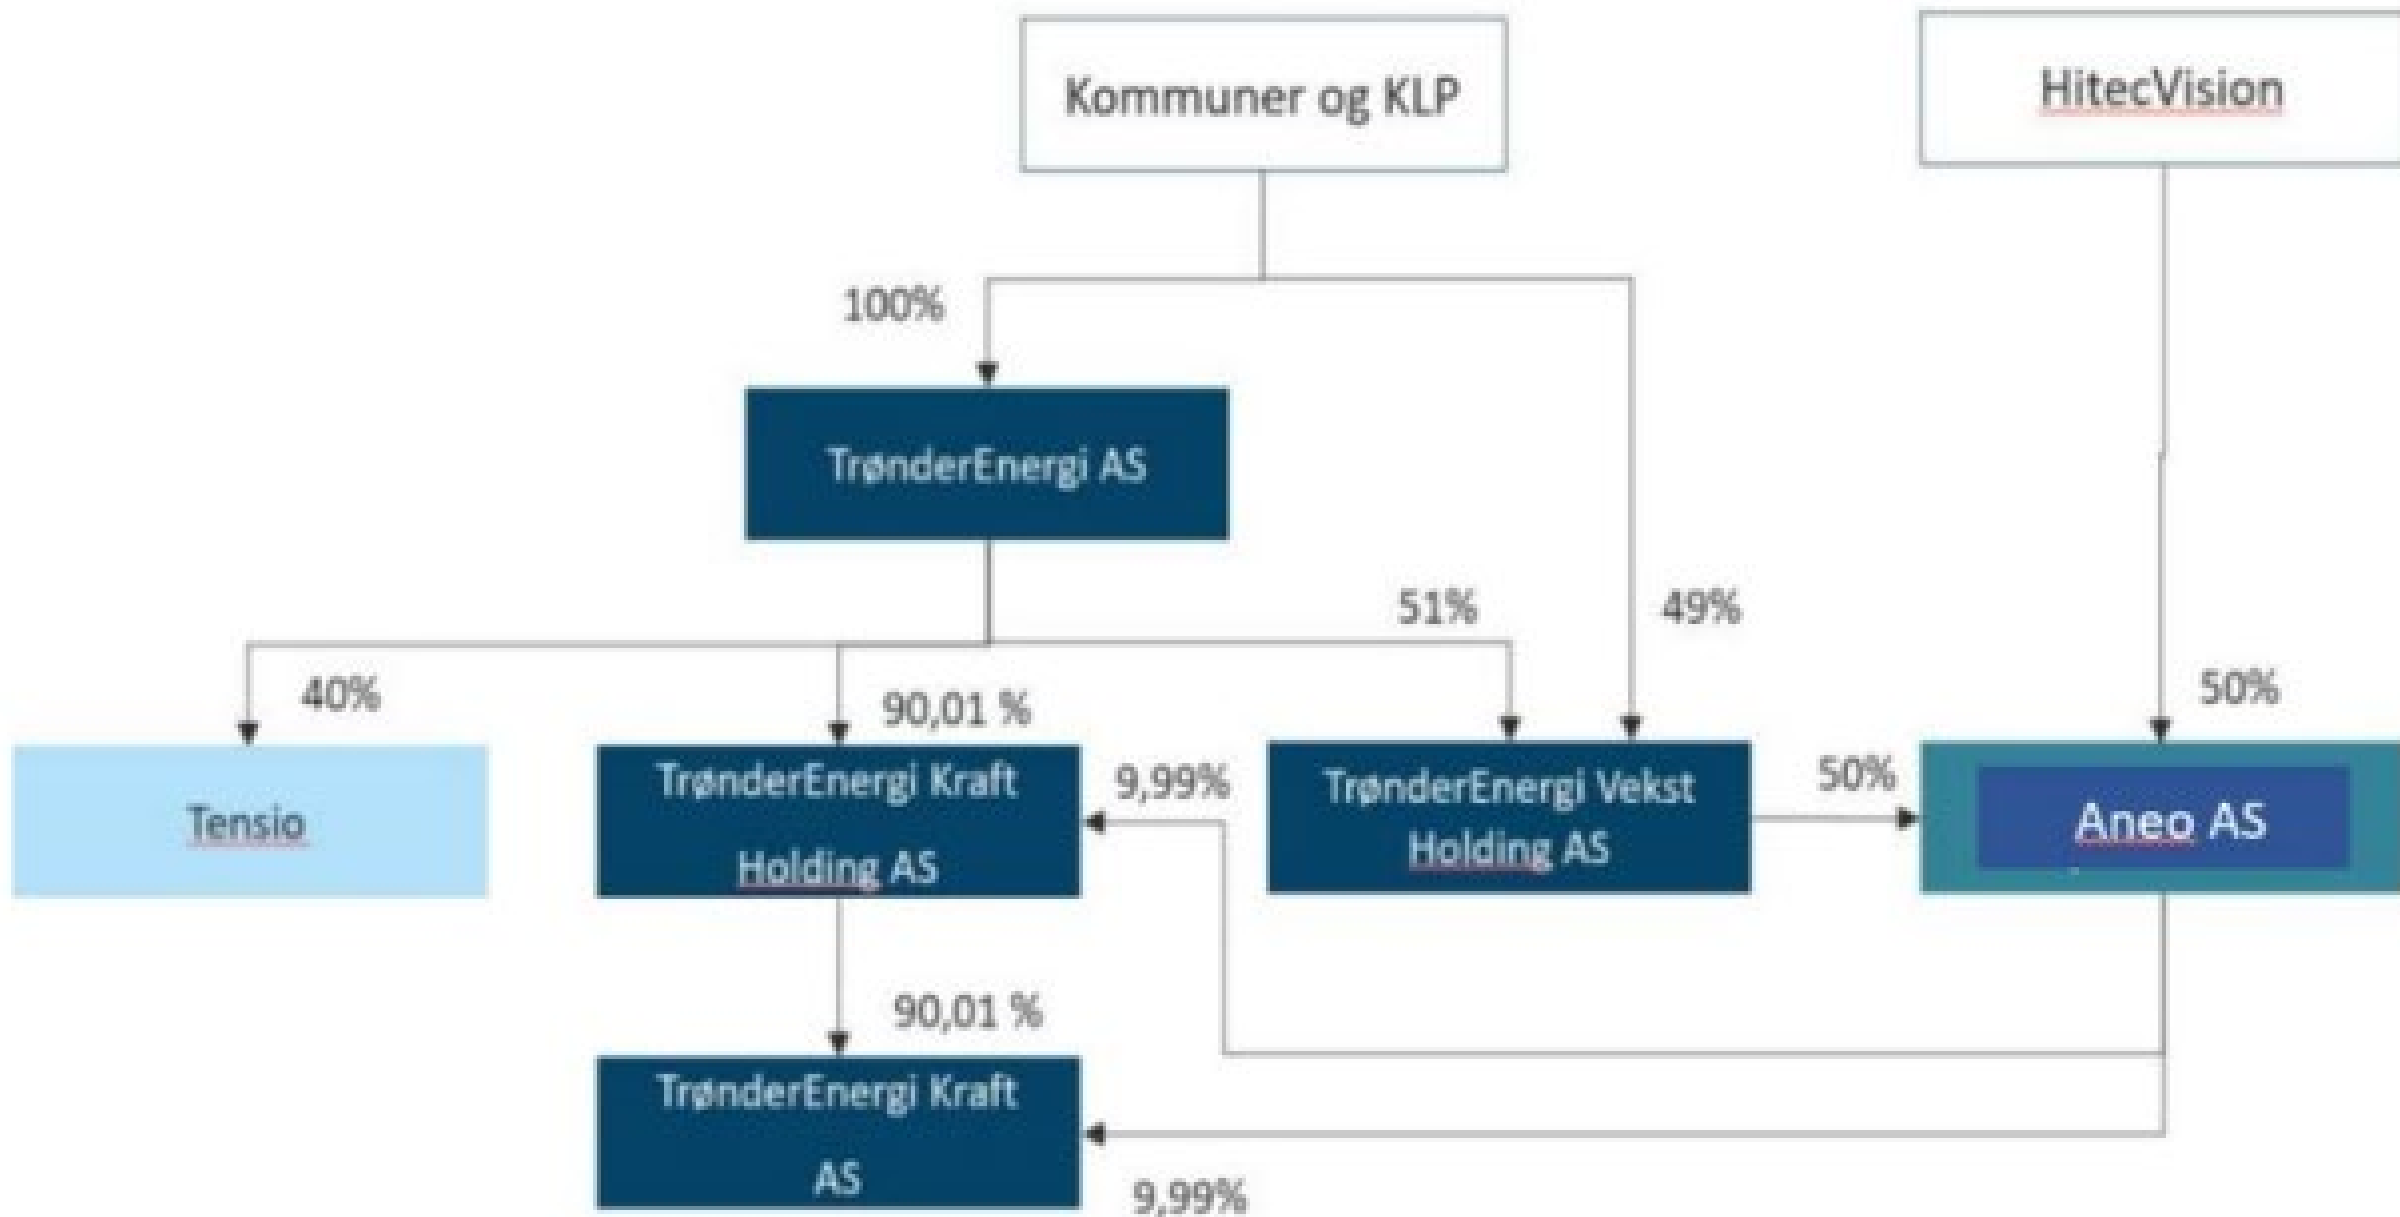 Kommuner og KLP
HitecVision
100%
TrønderEnergi AS
51%
49%
40%
90,01 %
50%
Tensio
TrønderEnergi Kraft
Holding AS
9,99%
TrønderEnergi Vekst
Holding AS
50%
Aneo AS
90,01 %
TrønderEnergi Kraft
AS
9,99%